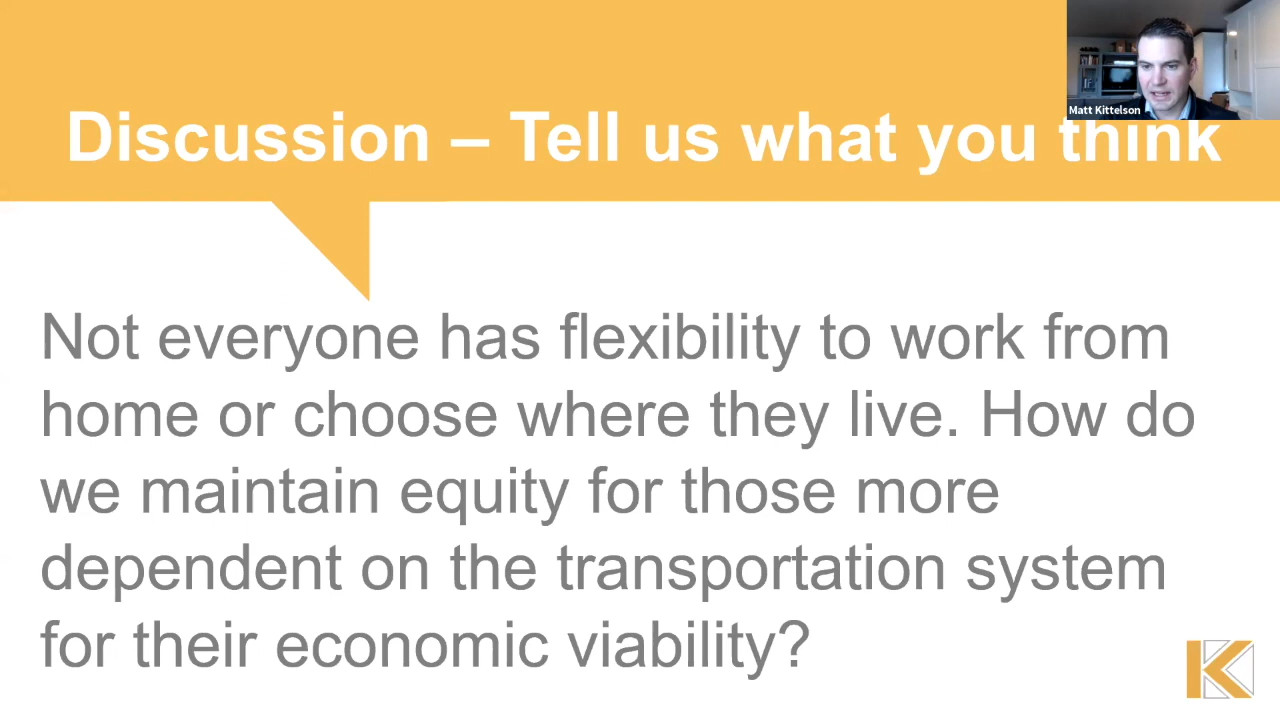 Matt Kittelson
Discussion – Tell us what you think
Not everyone has flexibility to work from
home or choose where they live. How do
we maintain equity for those more
dependent on the transportation system
for their economic viability?
K